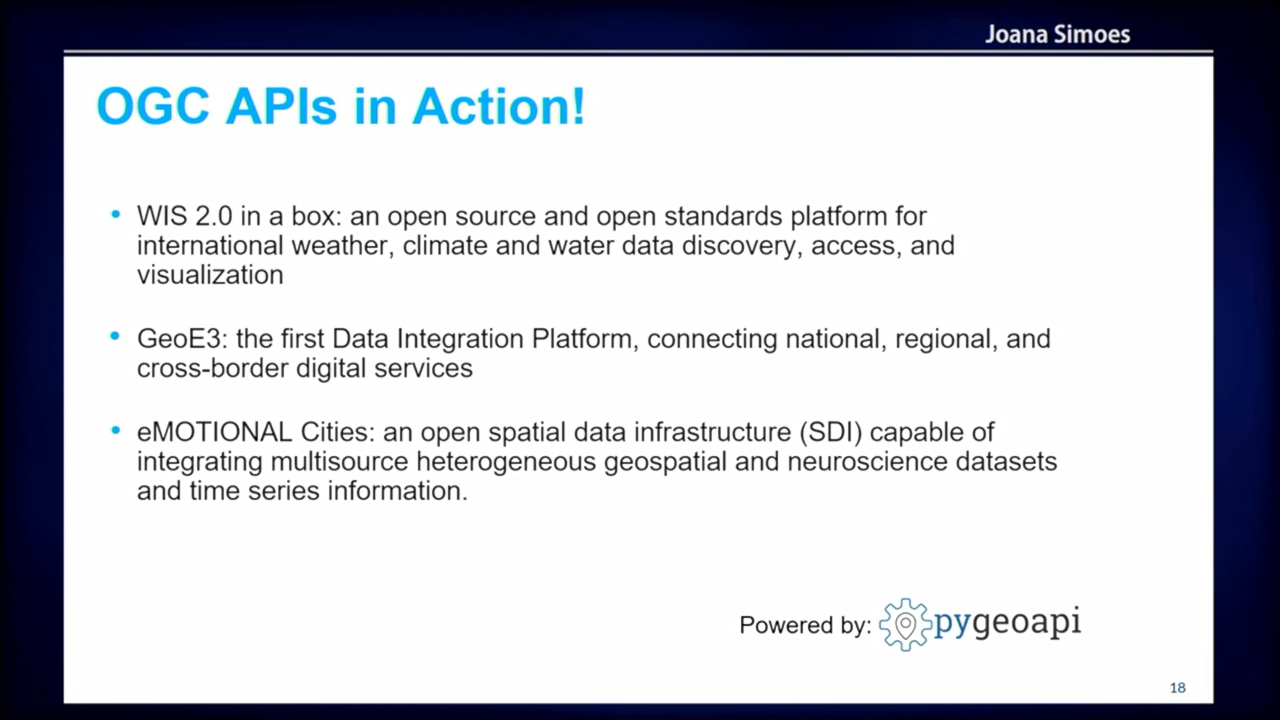 Joana Simoes
OGC APIs in Action!
• WIS 2.0 in a box: an open source and open standards platform for
international weather, climate and water data discovery, access, and
visualization
• GeoE3: the first Data Integration Platform, connecting national, regional, and
cross-border digital services
• eMOTIONAL Cities: an open spatial data infrastructure (SDI) capable of
integrating multisource heterogeneous geospatial and neuroscience datasets
and time series information.
Powered by: pygeoapi
18